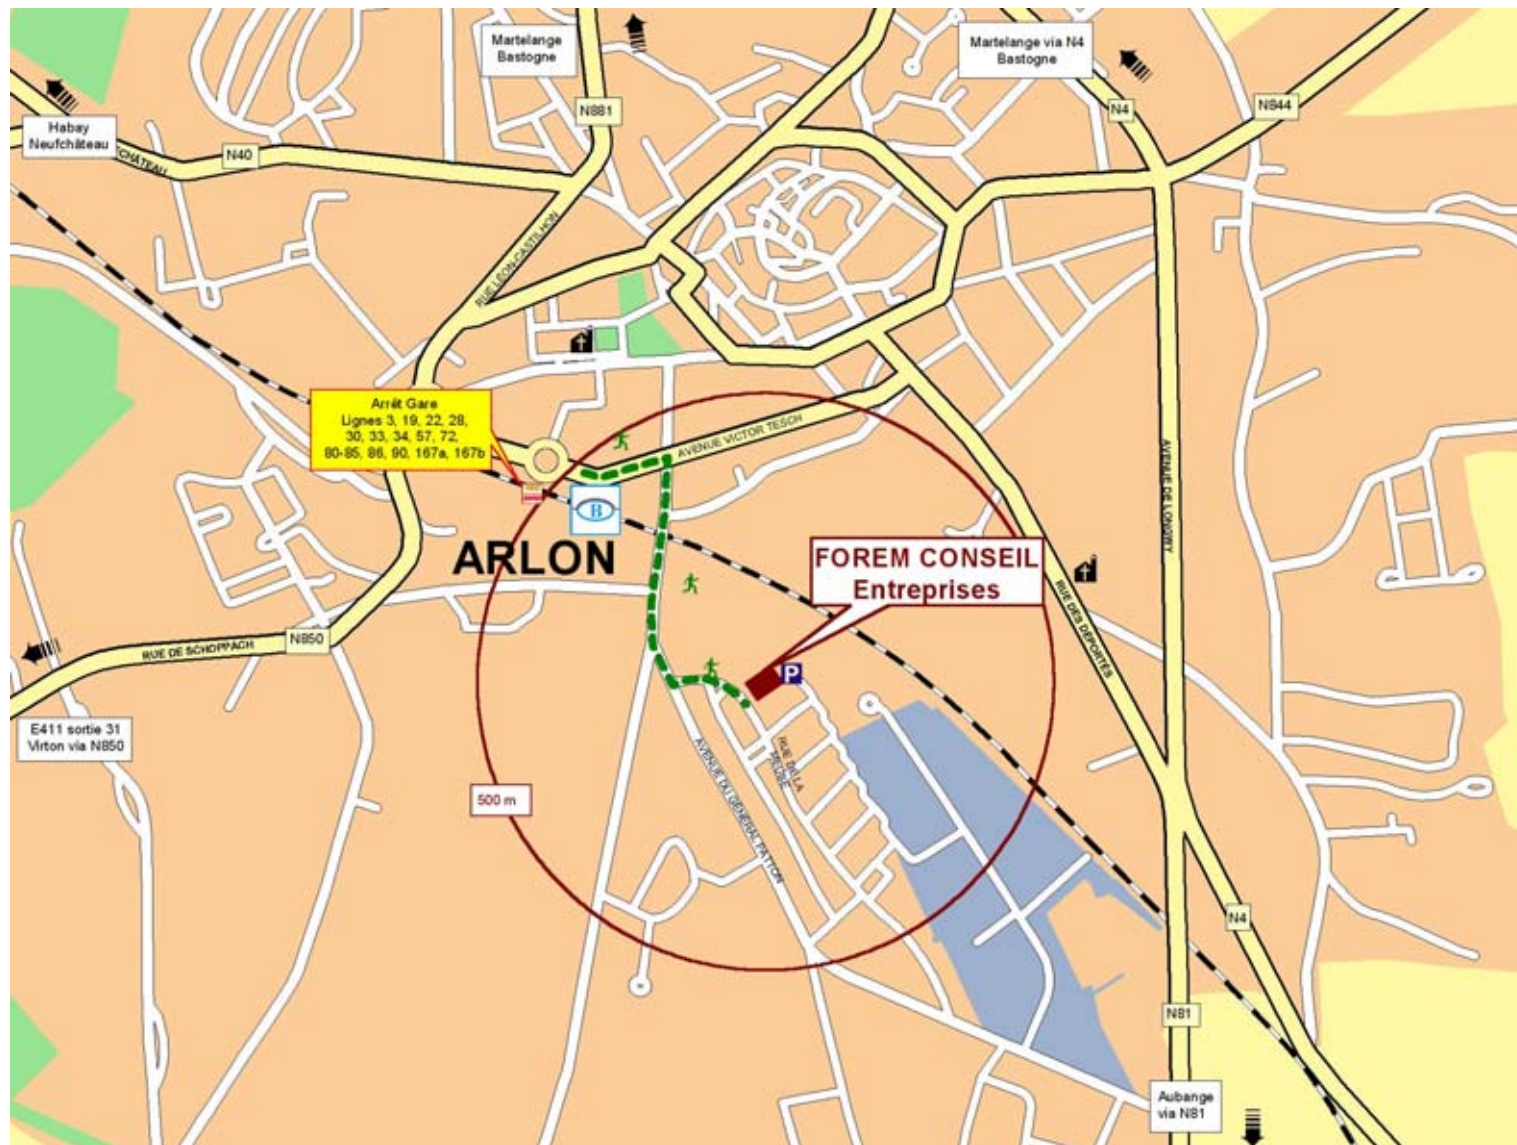 Martelange
Bastogne
Martelange via N4
Bastogne
N881
N4
N844
Habay
Neufchâteau
CHÂTEAU
N40
RUE LÉON-CASTILHON
Arrêt Gare
Lignes 3, 19, 22, 28,
30, 33, 34, 57, 72,
80-85, 86, 90, 167a, 167b
AVENUE VICTOR TESCH
B
ARLON
FOREM CONSEIL
Entreprises
AVENUE DE LONGWY
RUE DES DÉPORTÉS
N850
RUE DE SCHOPPACH
P
E411 sortie 31
Virton via N850
500 m
AVENUE DU GÉNÉRAL PATTON
RUE DE LA
MEUSE
N4
N81
Aubange
via N81